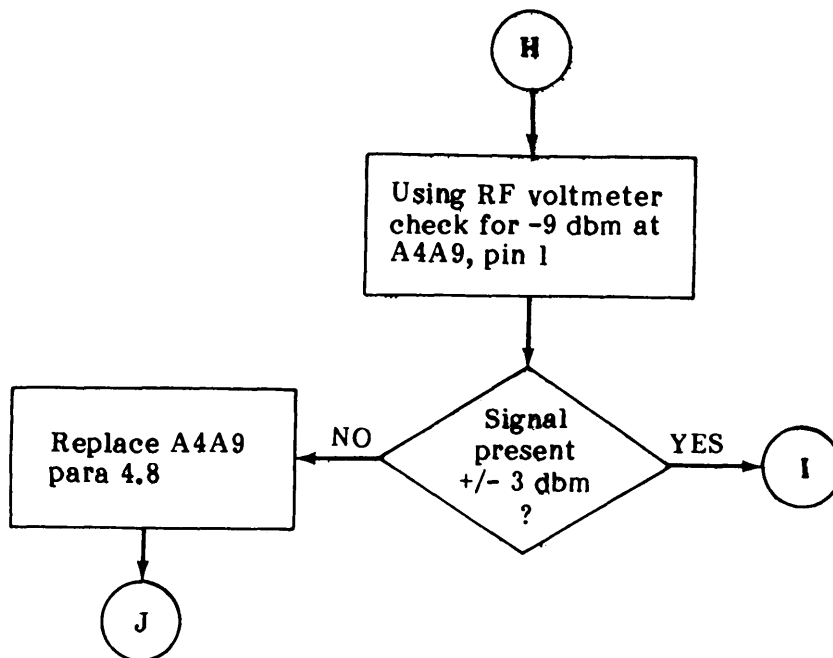 H
Using RF voltmeter
check for -9 dbm at
A4A9, pin 1
Signal
present
+/- 3 dbm
?
NO
YES
Replace A4A9
para 4.8
I
J